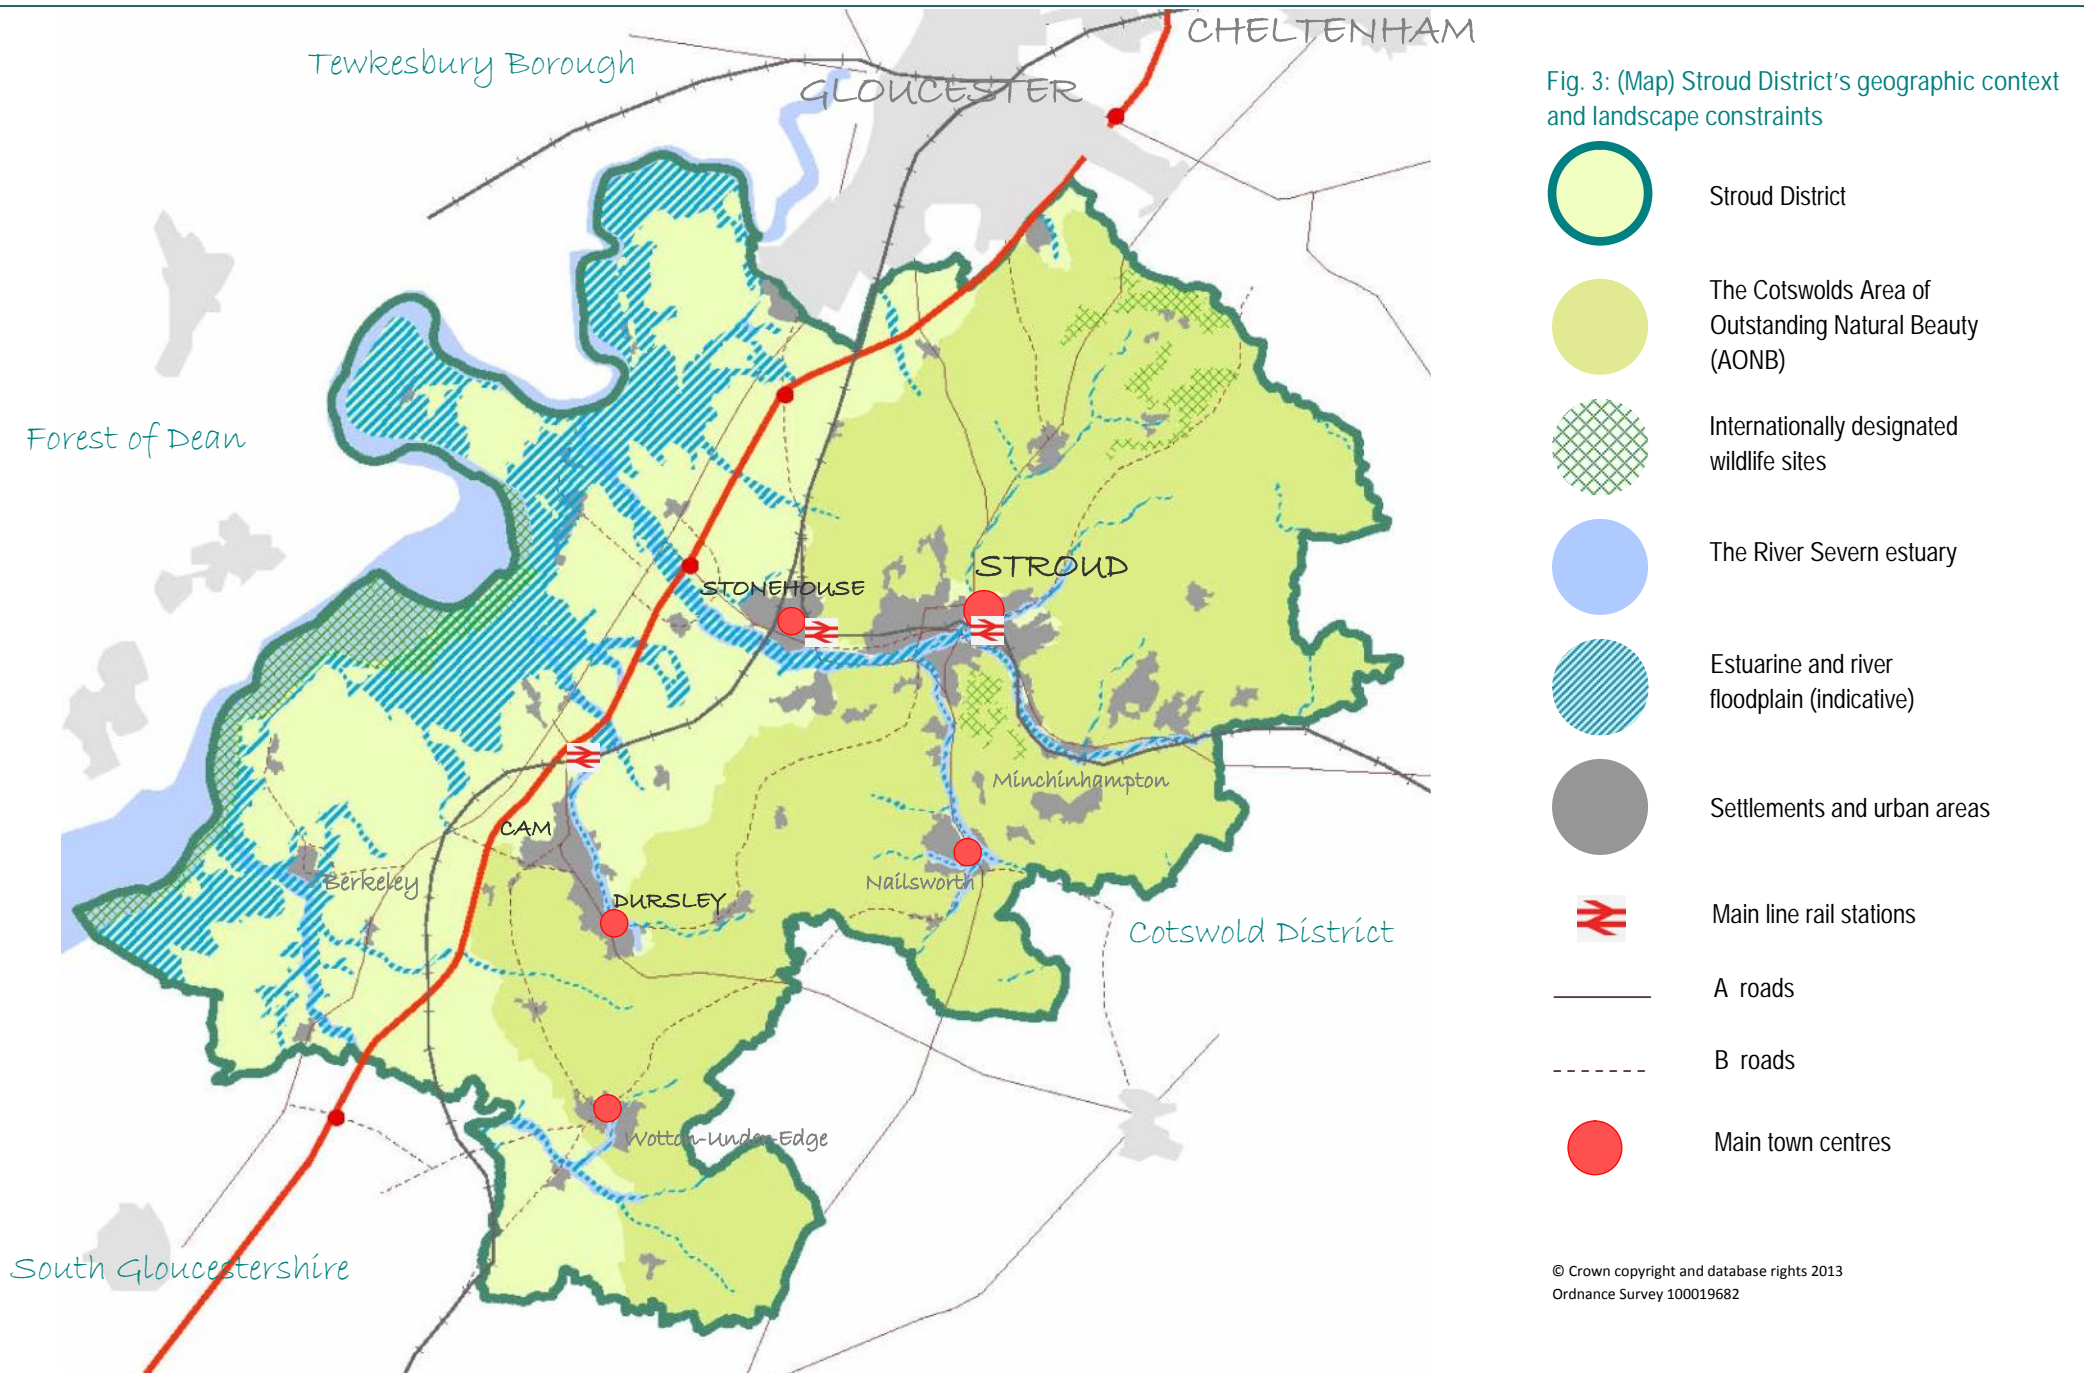 CHELTENHAM
Tewkesbury Borough
GLOUCESTER
Forest of Dean
STROUD
STONEHOUSE
Minchinhampton
CAM
Berkeley
Nailsworth
DURSLEY
Cotswold District
Wotton-Under-Edge
South Gloucestershire
Fig. 3: (Map) Stroud District's geographic context
and landscape constraints
Stroud District
The Cotswolds Area of
Outstanding Natural Beauty
(AONB)
Internationally designated
wildlife sites
The River Severn estuary
Estuarine and river
floodplain (indicative)
Settlements and urban areas
Main line rail stations
A roads
B roads
Main town centres
© Crown copyright and database rights 2013
Ordnance Survey 100019682